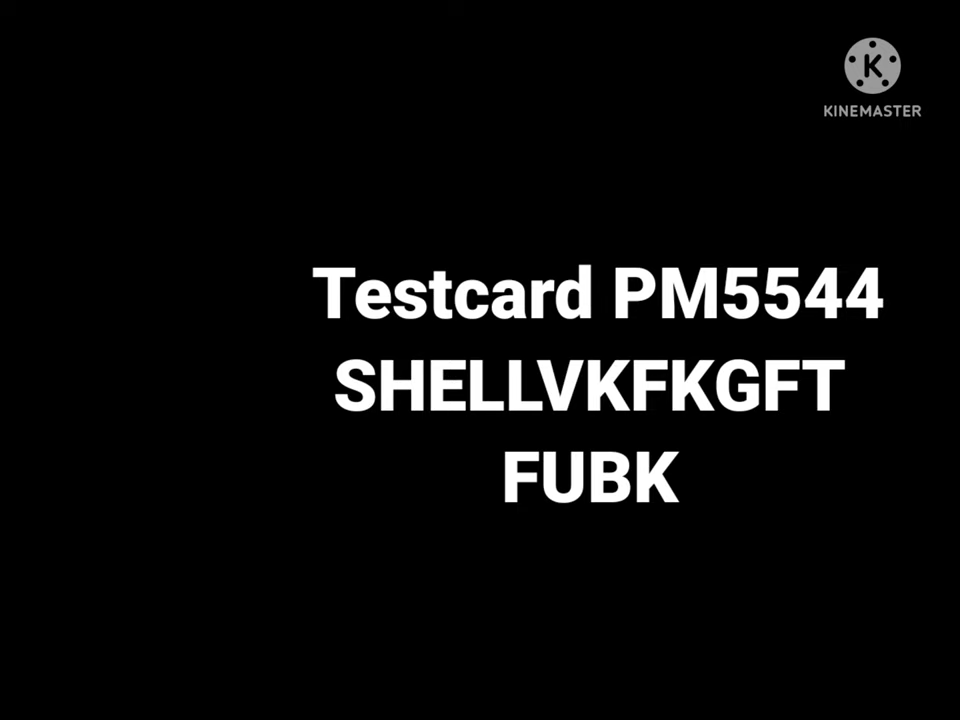 K
KINEMASTER
Testcard PM5544
SHELLVKFKGFT
FUBK